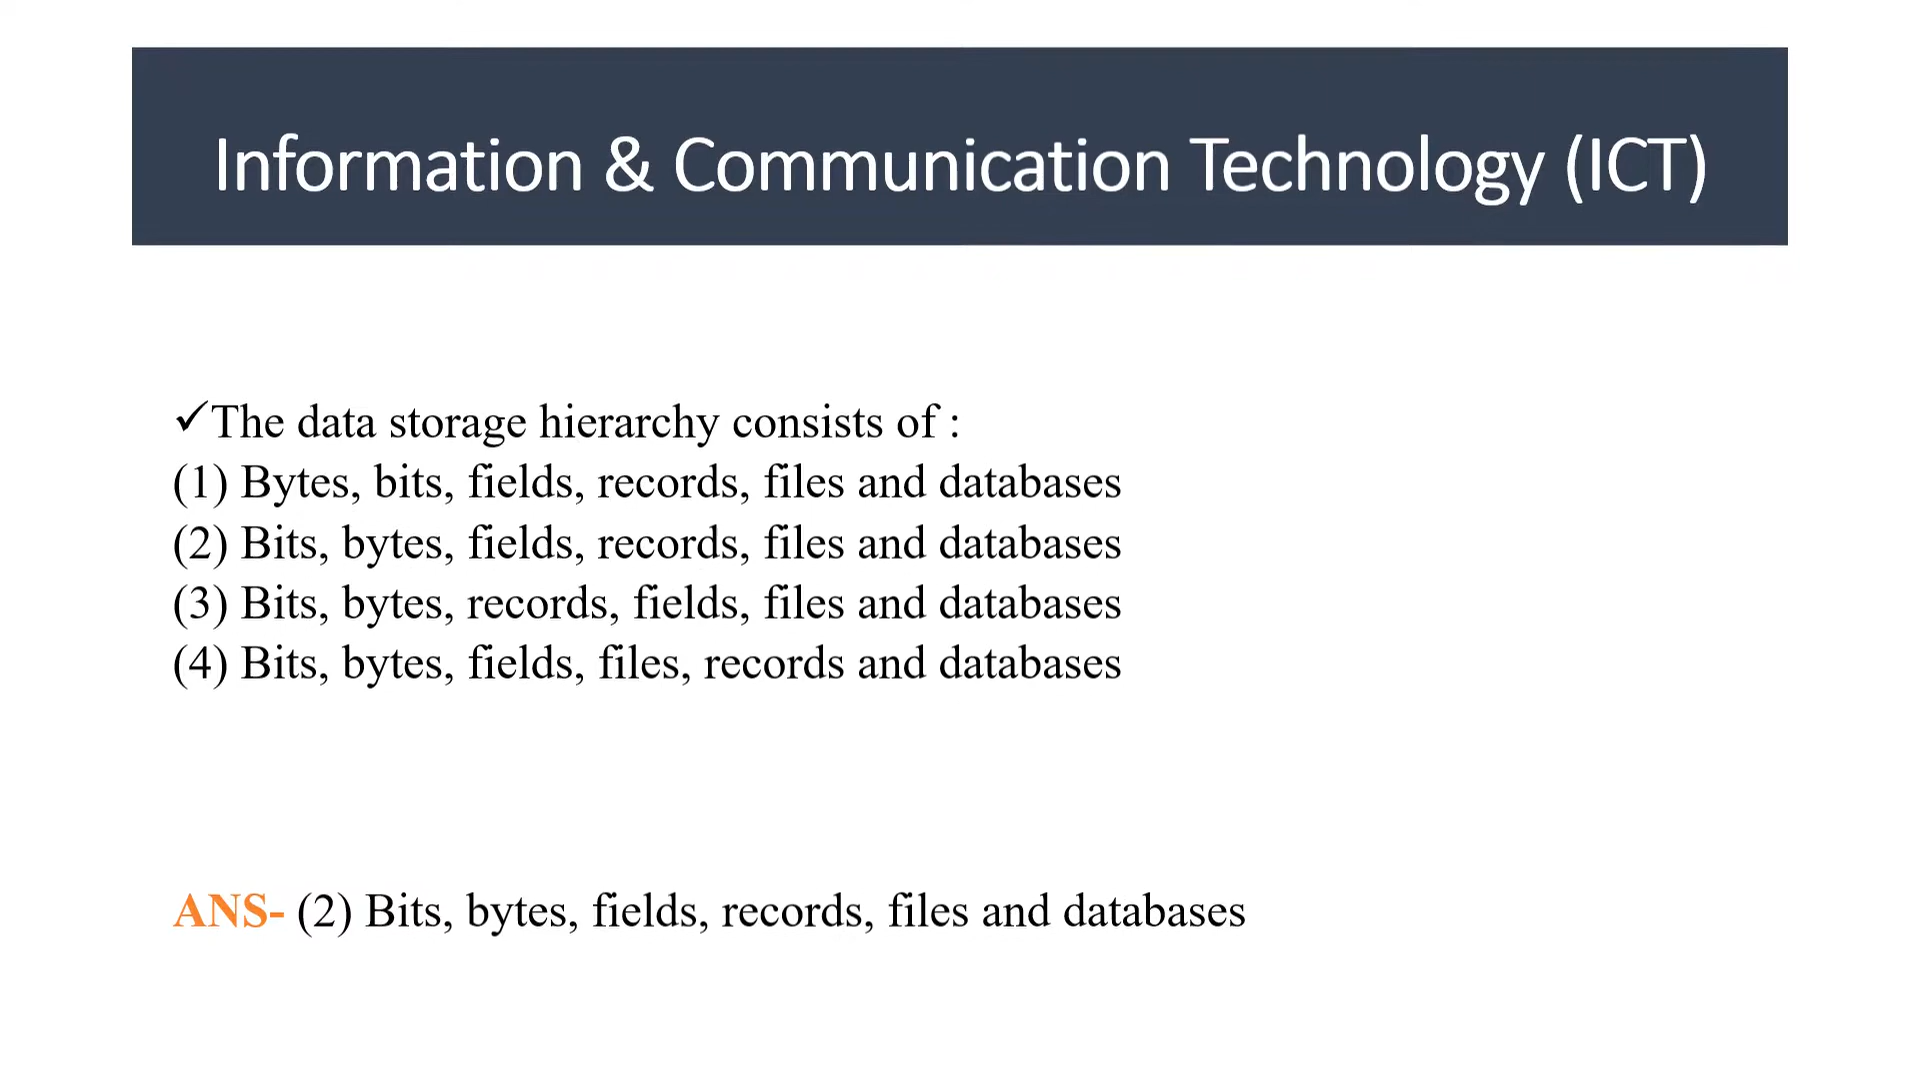 Information & Communication Technology (ICT)
✓The data storage hierarchy consists of :
(1) Bytes, bits, fields, records, files and databases
(2) Bits, bytes, fields, records, files and databases
(3) Bits, bytes, records, fields, files and databases
(4) Bits, bytes, fields, files, records and databases
ANS- (2) Bits, bytes, fields, records, files and databases